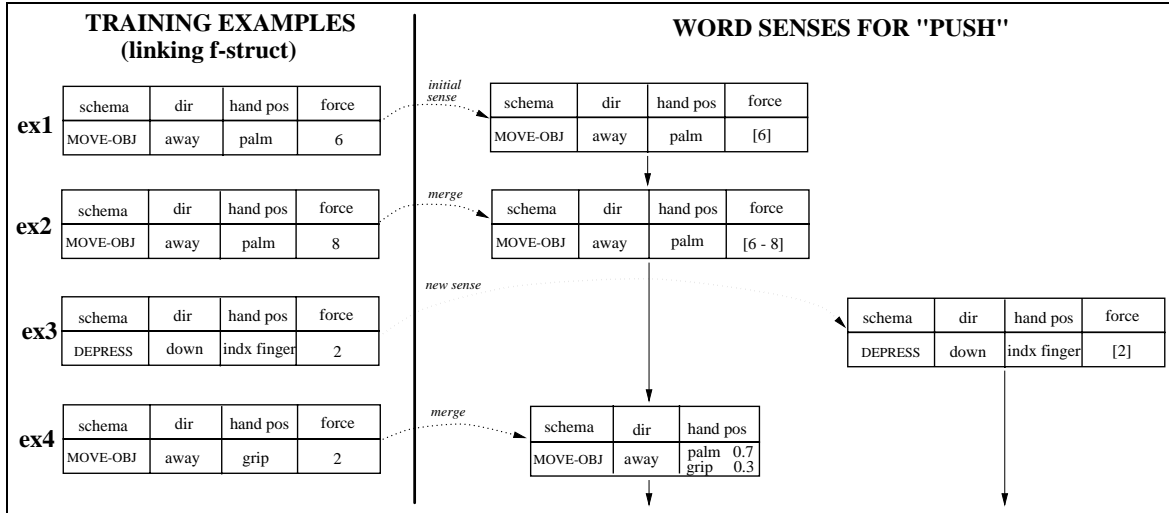 TRAINING EXAMPLES
(linking f-struct)
WORD SENSES FOR "PUSH"
ex1
schema dir hand pos force
MOVE-OBJ away palm 6
initial
sense
schema dir hand pos force
MOVE-OBJ away palm [6]
ex2
schema dir hand pos force
MOVE-OBJ away palm 8
merge
schema dir hand pos force
MOVE-OBJ away palm [6 - 8]
ex3
schema dir hand pos force
DEPRESS down indx finger 2
new sense
schema dir hand pos force
DEPRESS down indx finger [2]
ex4
schema dir hand pos force
MOVE-OBJ away grip 2
merge
schema dir hand pos
MOVE-OBJ away palm 0.7
grip 0.3